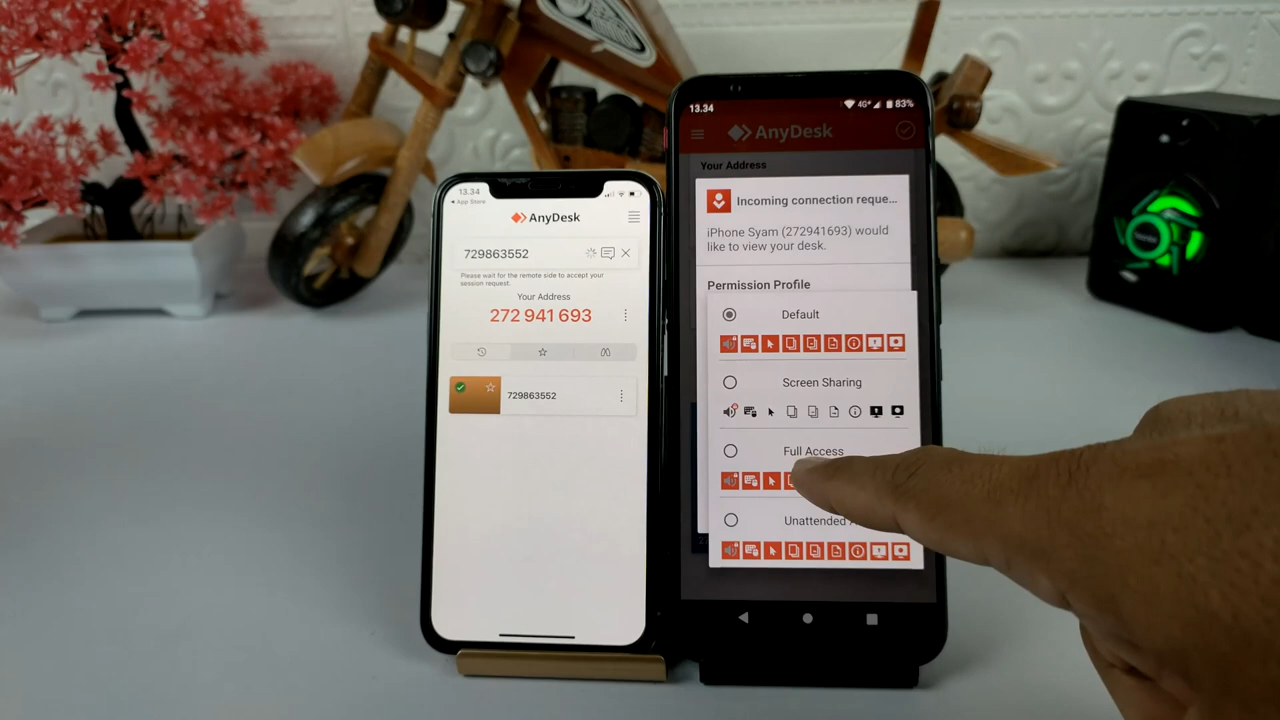 13.34
App Store
AnyDesk
729863552
Please wait for the remote side to accept your
session request.
Your Address
272 941 693
729863552
13.34
4G+
83%
AnyDesk
Your Address
Incoming connection reque...
iPhone Syam (272941693) would
like to view your desk.
Permission Profile
Default
Screen Sharing
Full Access
Unattended